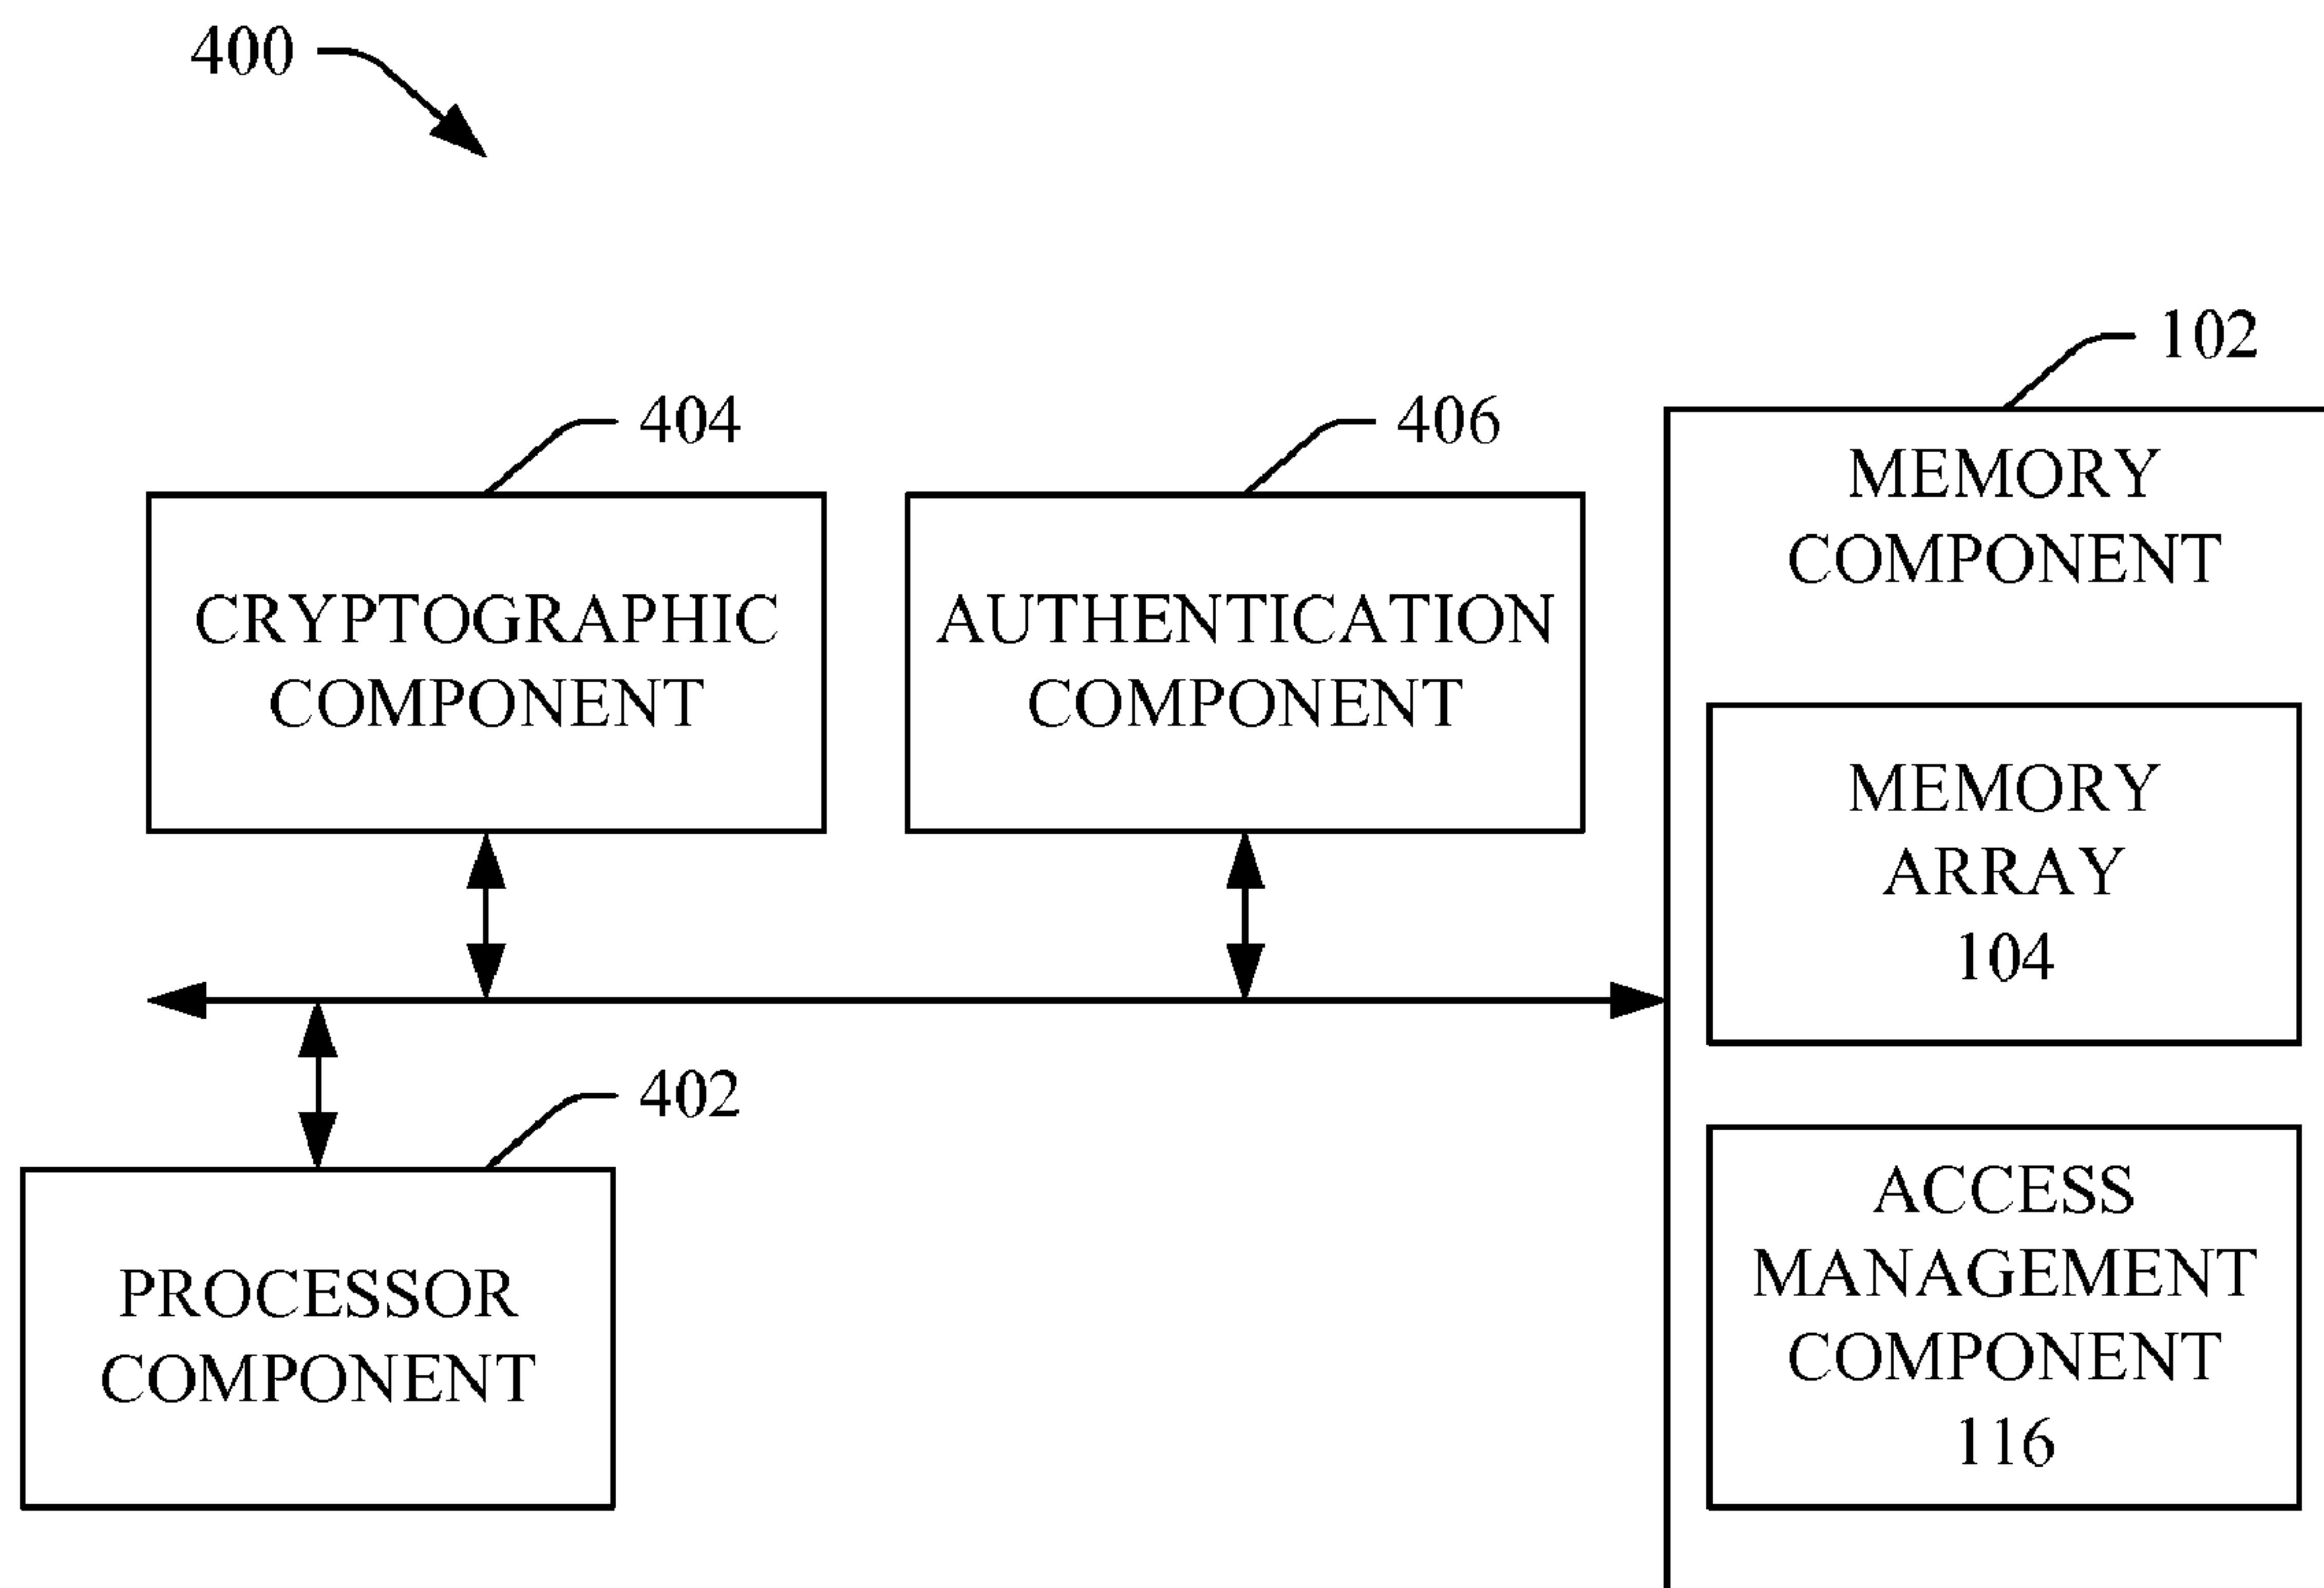 400
102
404
406
MEMORY
COMPONENT
CRYPTOGRAPHIC
COMPONENT
AUTHENTICATION
COMPONENT
MEMORY
ARRAY
104
402
PROCESSOR
COMPONENT
ACCESS
MANAGEMENT
COMPONENT
116